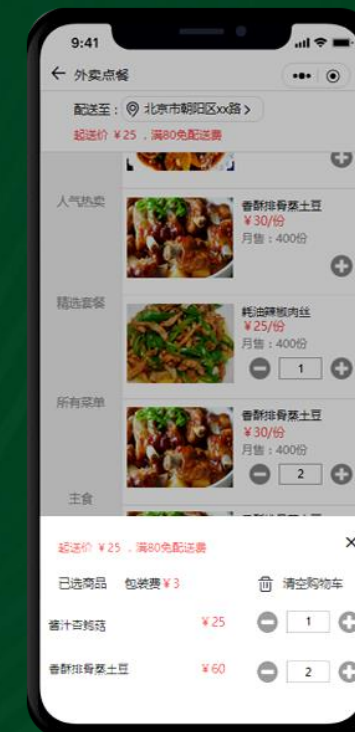 9:41
外卖点餐
配送至：北京市朝阳区xx路
起送价 ¥25 ，满80免配送费
人气热卖
香酥排骨蒸土豆
¥30/份
月售：400份
精选套餐
蚝油辣椒肉丝
¥25/份
月售：400份
1
所有菜单
香酥排骨蒸土豆
¥30/份
月售：400份
2
主食
起送价 ¥25 ，满80免配送费
已选商品 包装费¥3 清空购物车
酱汁杏鲍菇 ¥25 1
香酥排骨蒸土豆 ¥60 2